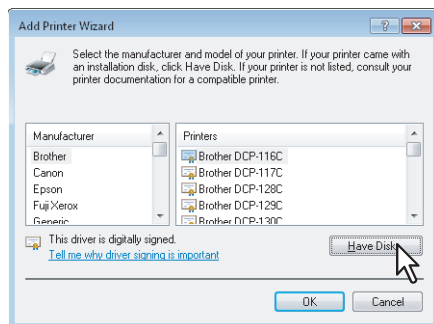 Add Printer Wizard
Select the manufacturer and model of your printer. If your printer came with
an installation disk, click Have Disk. If your printer is not listed, consult your
printer documentation for a compatible printer.
Manufacturer
Printers
Brother
Brother DCP-116C
Canon
Brother DCP-117C
Epson
Brother DCP-128C
Fuji Xerox
Brother DCP-129C
Generic
Brother DCP-130C
This driver is digitally signed.
Have Disk
Tell me why driver signing is important
OK
Cancel